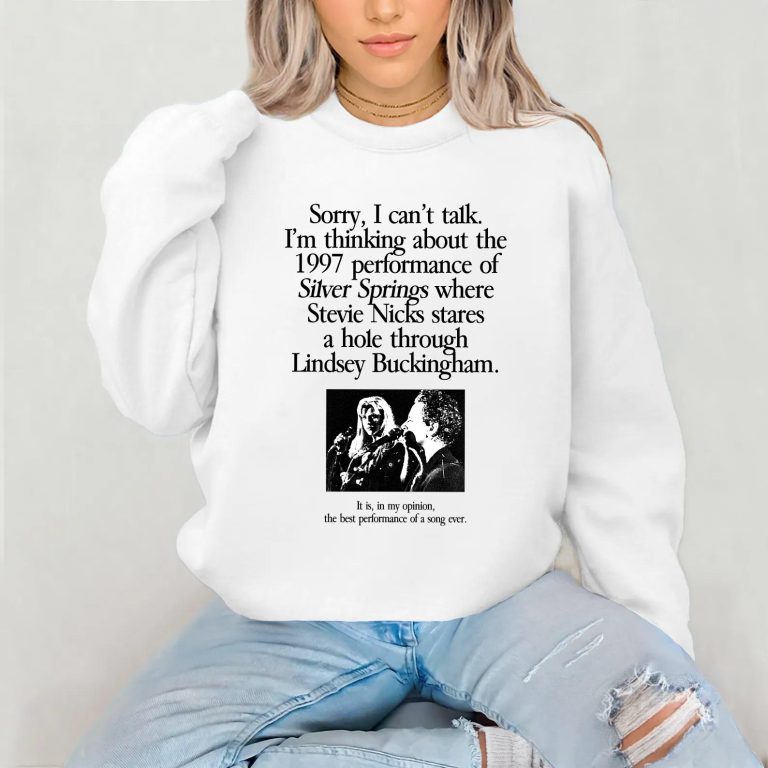 Sorry, I can't talk.
I'm thinking about the
1997 performance of
Silver Springs where
Stevie Nicks stares
a hole through
Lindsey Buckingham.
It is, in my opinion,
the best performance of a song ever.